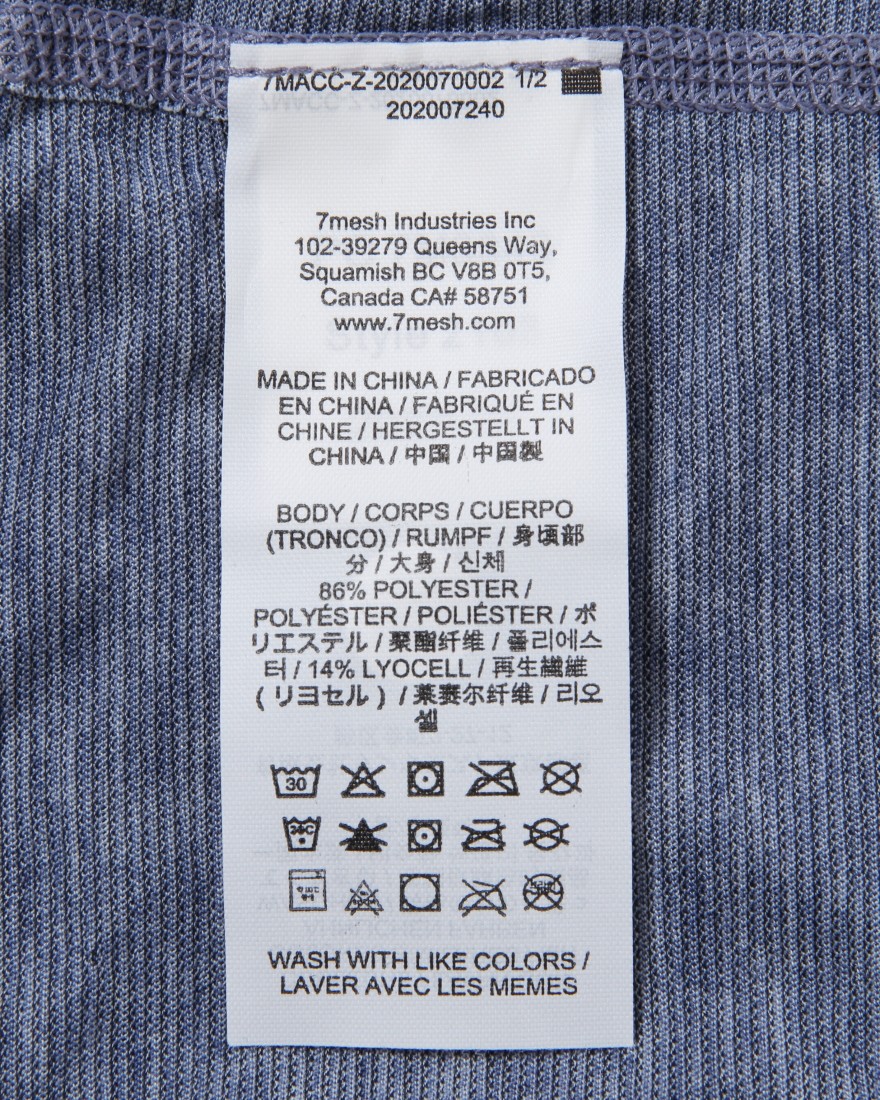 7MACC-Z-2020070002 1/2
202007240
7mesh Industries Inc
102-39279 Queens Way,
Squamish BC V8B 0T5,
Canada CA# 58751
www.7mesh.com
MADE IN CHINA / FABRICADO
EN CHINA / FABRIQUÉ EN
CHINE / HERGESTELLT IN
CHINA / 中国 / 中国製
BODY / CORPS / CUERPO
(TRONCO) / RUMPF / 身頃部
分 / 大身 / 신체
86% POLYESTER /
POLYÉSTER / POLIÉSTER / ポ
リエステル / 聚酯纤维 / 폴리에스
터 / 14% LYOCELL / 再生繊維
( リヨセル ) / 莱赛尔纤维 / 리오
셀
30
WASH WITH LIKE COLORS /
LAVER AVEC LES MEMES